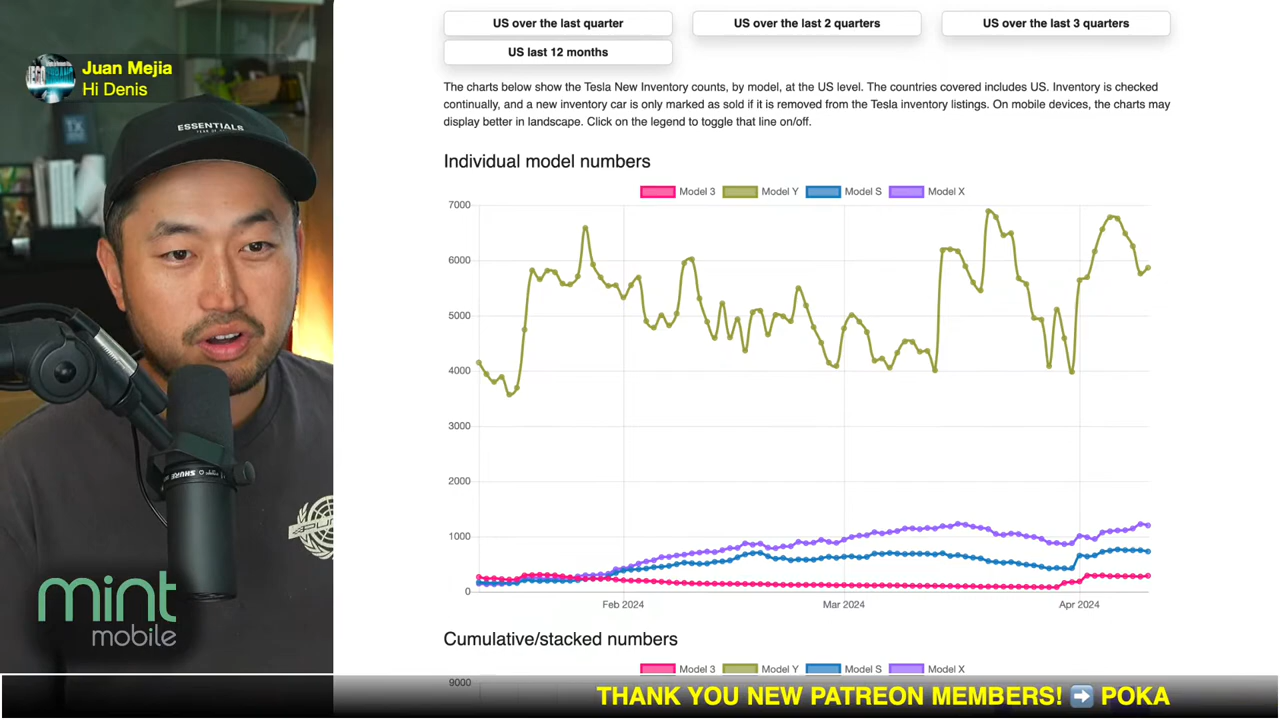 Juan Mejia
Hi Denis
ESSENTIALS
mint
mobile
SHURE
US over the last quarter
US over the last 2 quarters
US over the last 3 quarters
US last 12 months
The charts below show the Tesla New Inventory counts, by model, at the US level. The countries covered includes US. Inventory is checked
continually, and a new inventory car is only marked as sold if it is removed from the Tesla inventory listings. On mobile devices, the charts may
display better in landscape. Click on the legend to toggle that line on/off.
Individual model numbers
Model 3 Model Y Model S Model X
7000
6000
5000
4000
3000
2000
1000
0
Feb 2024 Mar 2024 Apr 2024
Cumulative/stacked numbers
Model 3 Model Y Model S Model X
9000
THANK YOU NEW PATREON MEMBERS! ➡️ POKA